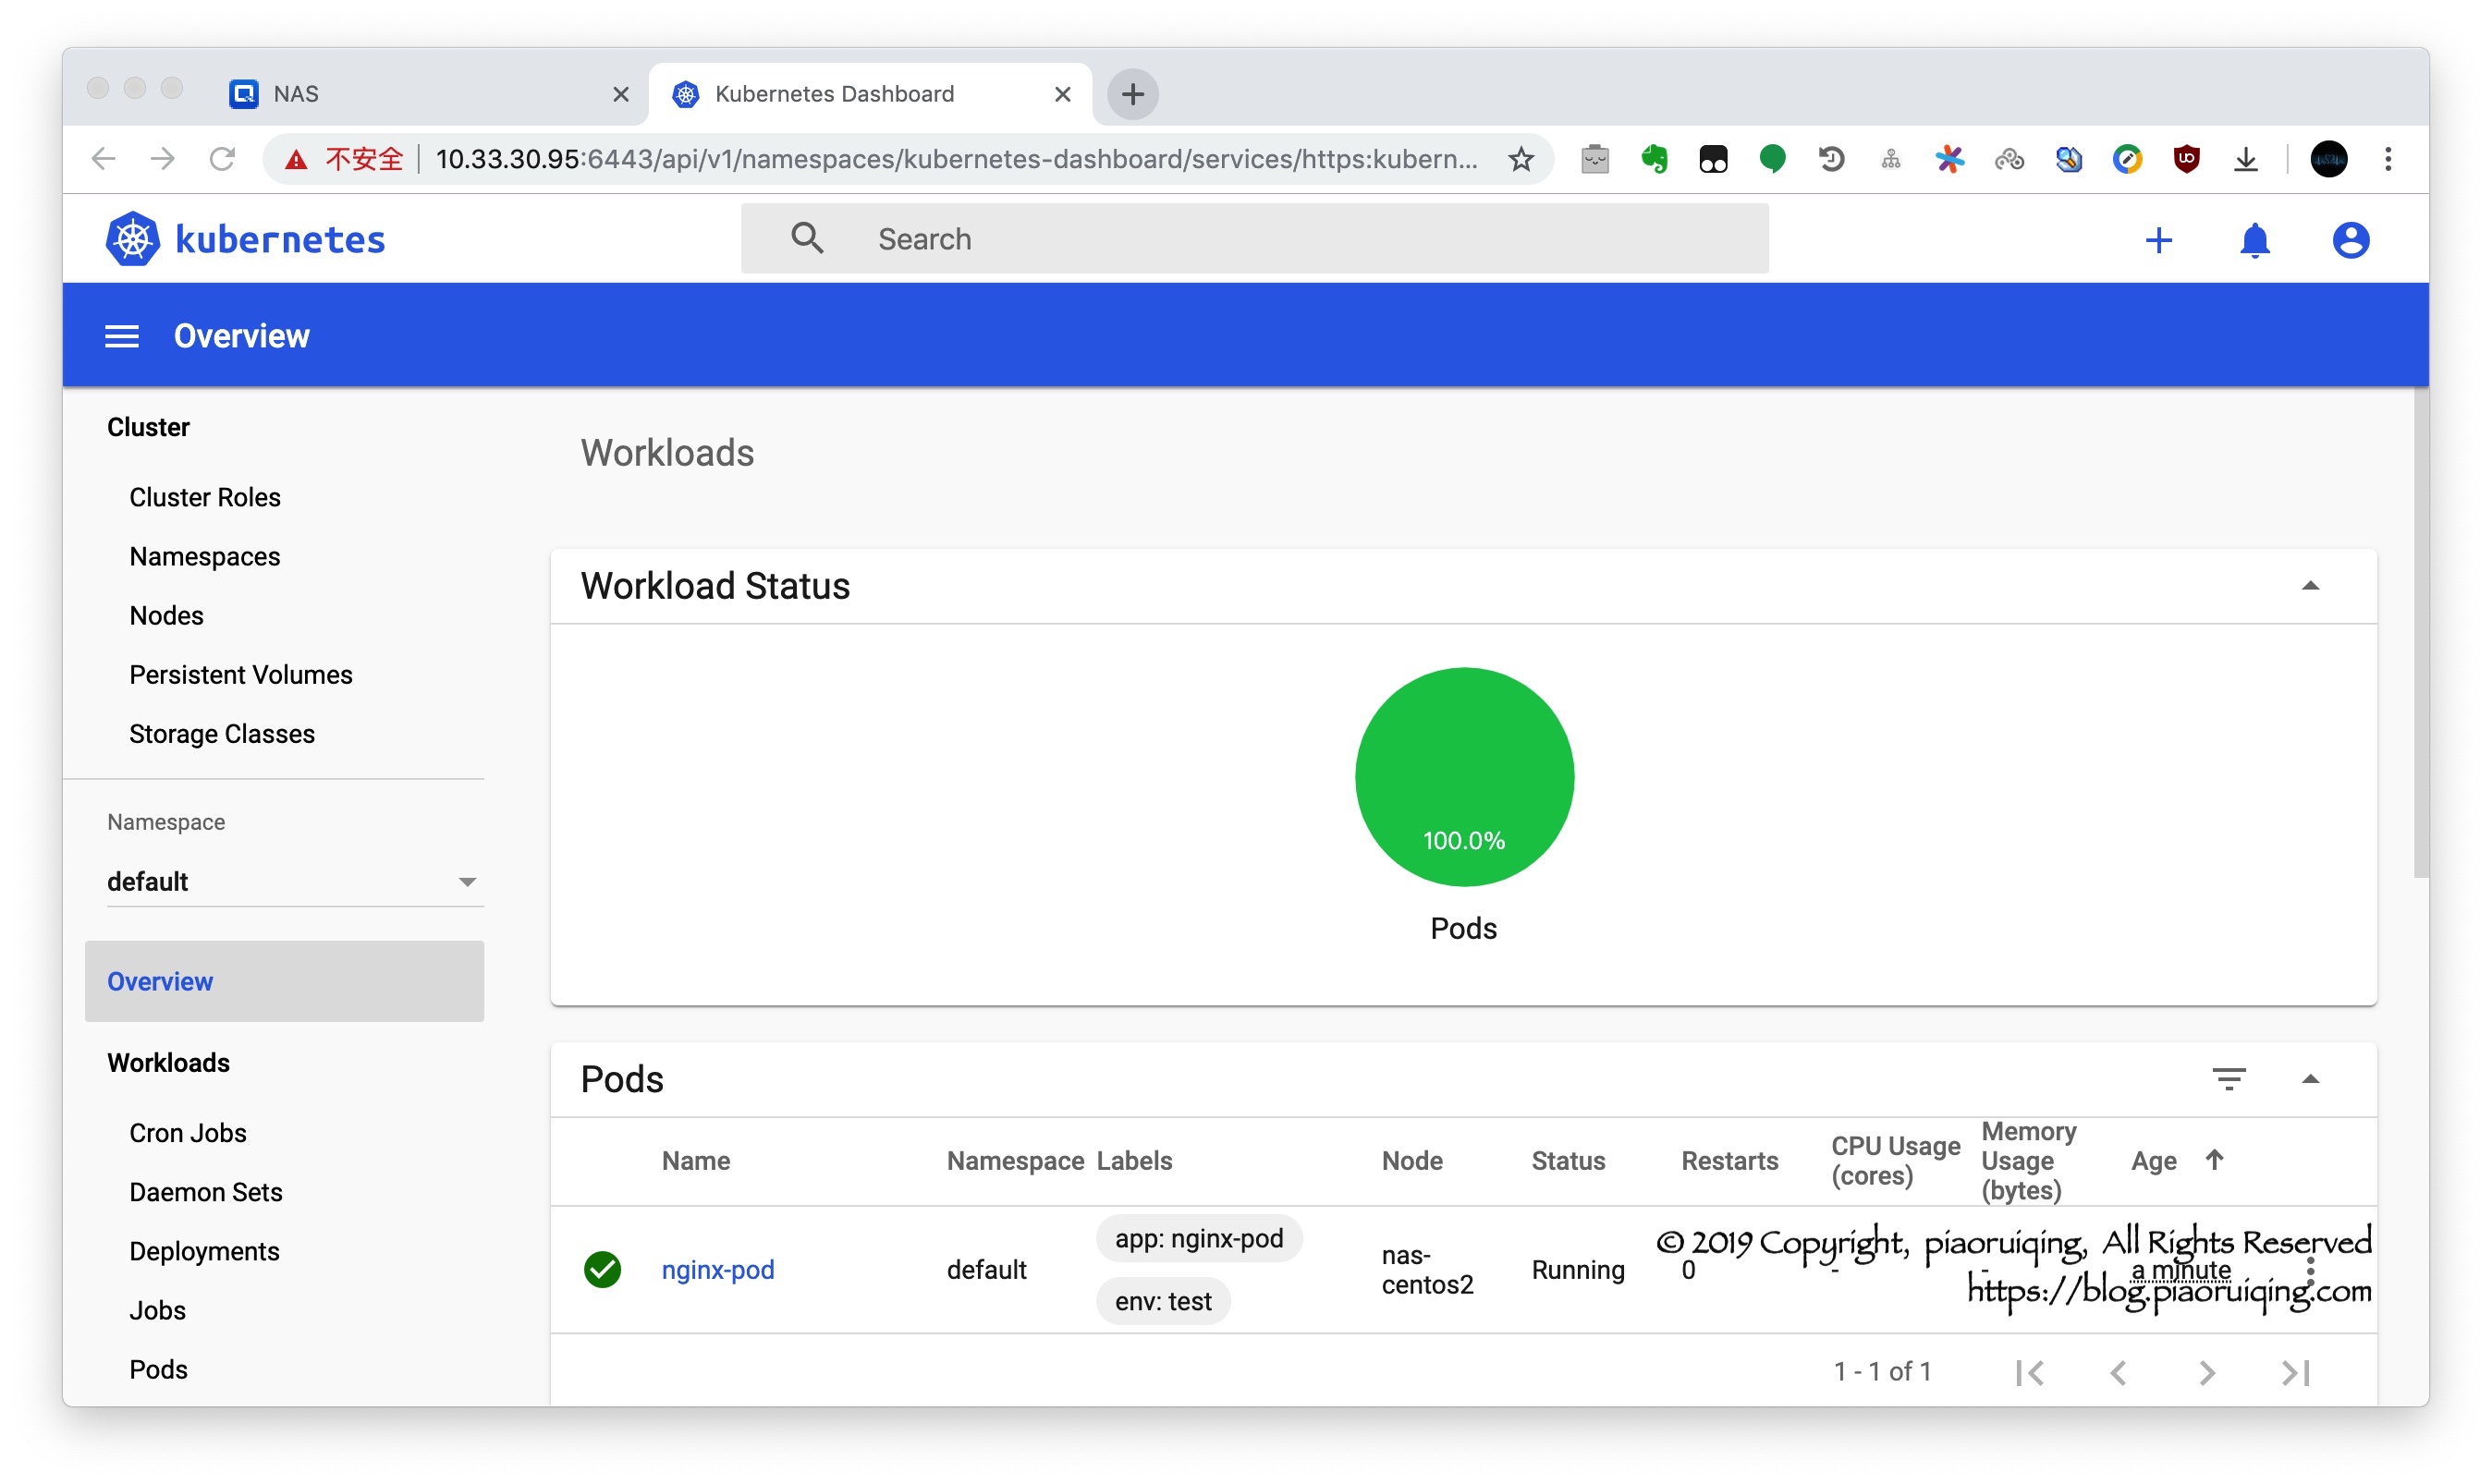 NAS
Kubernetes Dashboard
不安全 10.33.30.95:6443/api/v1/namespaces/kubernetes-dashboard/services/https:kubern...
kubernetes
Search
Overview
Cluster
Cluster Roles
Namespaces
Nodes
Persistent Volumes
Storage Classes
Namespace
default
Overview
Workloads
Cron Jobs
Daemon Sets
Deployments
Jobs
Pods
Workloads
Workload Status
100.0%
Pods
Pods
Name Namespace Labels Node Status Restarts CPU Usage (cores) Memory Usage (bytes) Age
nginx-pod default app: nginx-pod env: test nas-centos2 Running 0 - - a minute
© 2019 Copyright, piaoruiqing, All Rights Reserved
https://blog.piaoruiqing.com
1 - 1 of 1